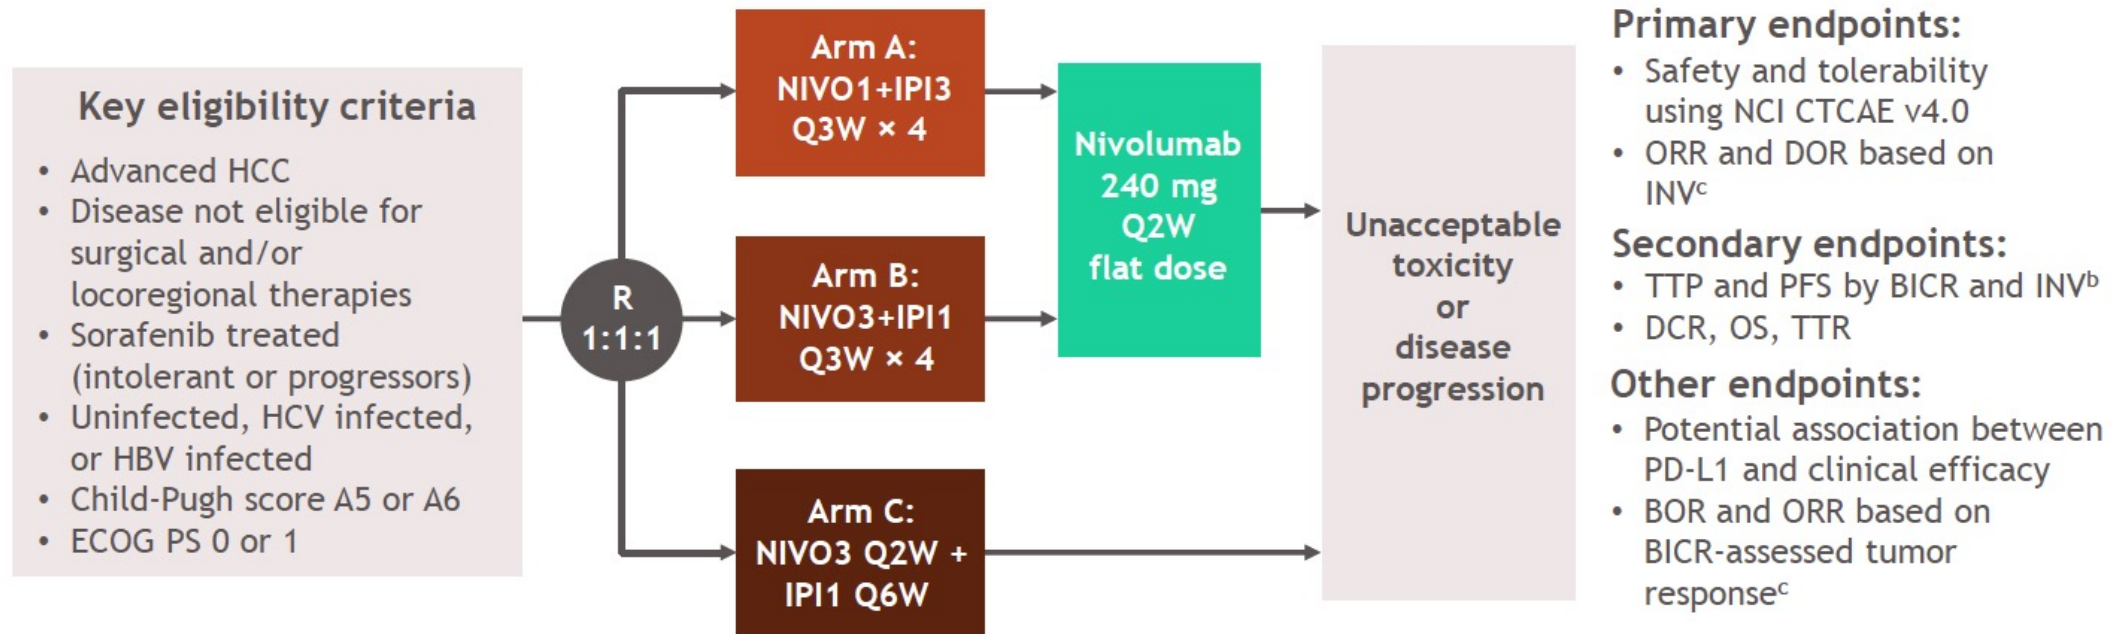 Key eligibility criteria
• Advanced HCC
• Disease not eligible for
surgical and/or
locoregional therapies
• Sorafenib treated
(intolerant or progressors)
• Uninfected, HCV infected,
or HBV infected
• Child-Pugh score A5 or A6
• ECOG PS 0 or 1
R
1:1:1
Arm A:
NIVO1+IPI3
Q3W × 4
Arm B:
NIVO3+IPI1
Q3W × 4
Arm C:
NIVO3 Q2W +
IPI1 Q6W
Nivolumab
240 mg
Q2W
flat dose
Unacceptable
toxicity
or
disease
progression
Primary endpoints:
• Safety and tolerability
using NCI CTCAE v4.0
• ORR and DOR based on
INVᶜ
Secondary endpoints:
• TTP and PFS by BICR and INVᵇ
• DCR, OS, TTR
Other endpoints:
• Potential association between
PD-L1 and clinical efficacy
• BOR and ORR based on
BICR-assessed tumor
responseᶜ